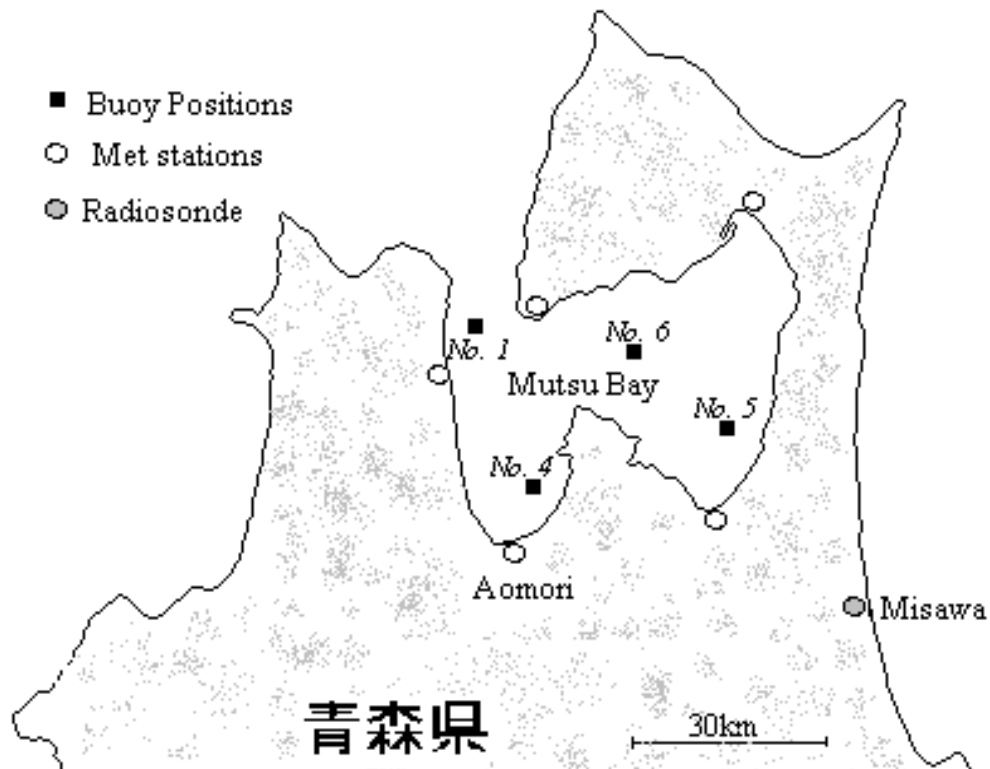 Buoy Positions
Met stations
Radiosonde
No. 6
No. 1
Mutsu Bay
No. 5
No. 4
Aomori
Misawa
青森県
30km